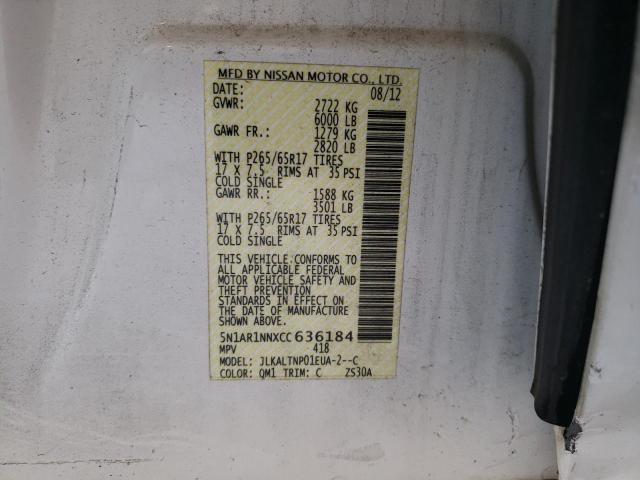 MFD BY NISSAN MOTOR CO., LTD.
DATE: 08/12
GVWR: 2722 KG
6000 LB
GAWR FR.: 1279 KG
2820 LB
WITH P265/65R17 TIRES
17 X 7.5 RIMS AT 35 PSI
COLD SINGLE
GAWR RR.: 1588 KG
3501 LB
WITH P265/65R17 TIRES
17 X 7.5 RIMS AT 35 PSI
COLD SINGLE
THIS VEHICLE CONFORMS TO
ALL APPLICABLE FEDERAL
MOTOR VEHICLE SAFETY AND
THEFT PREVENTION
STANDARDS IN EFFECT ON
THE DATE OF MANUFACTURE
SHOWN ABOVE.
5N1AR1NNXCC636184
MPV 418
MODEL: JLKALTNP01EUA-2--C
COLOR: QM1 TRIM: C ZS30A